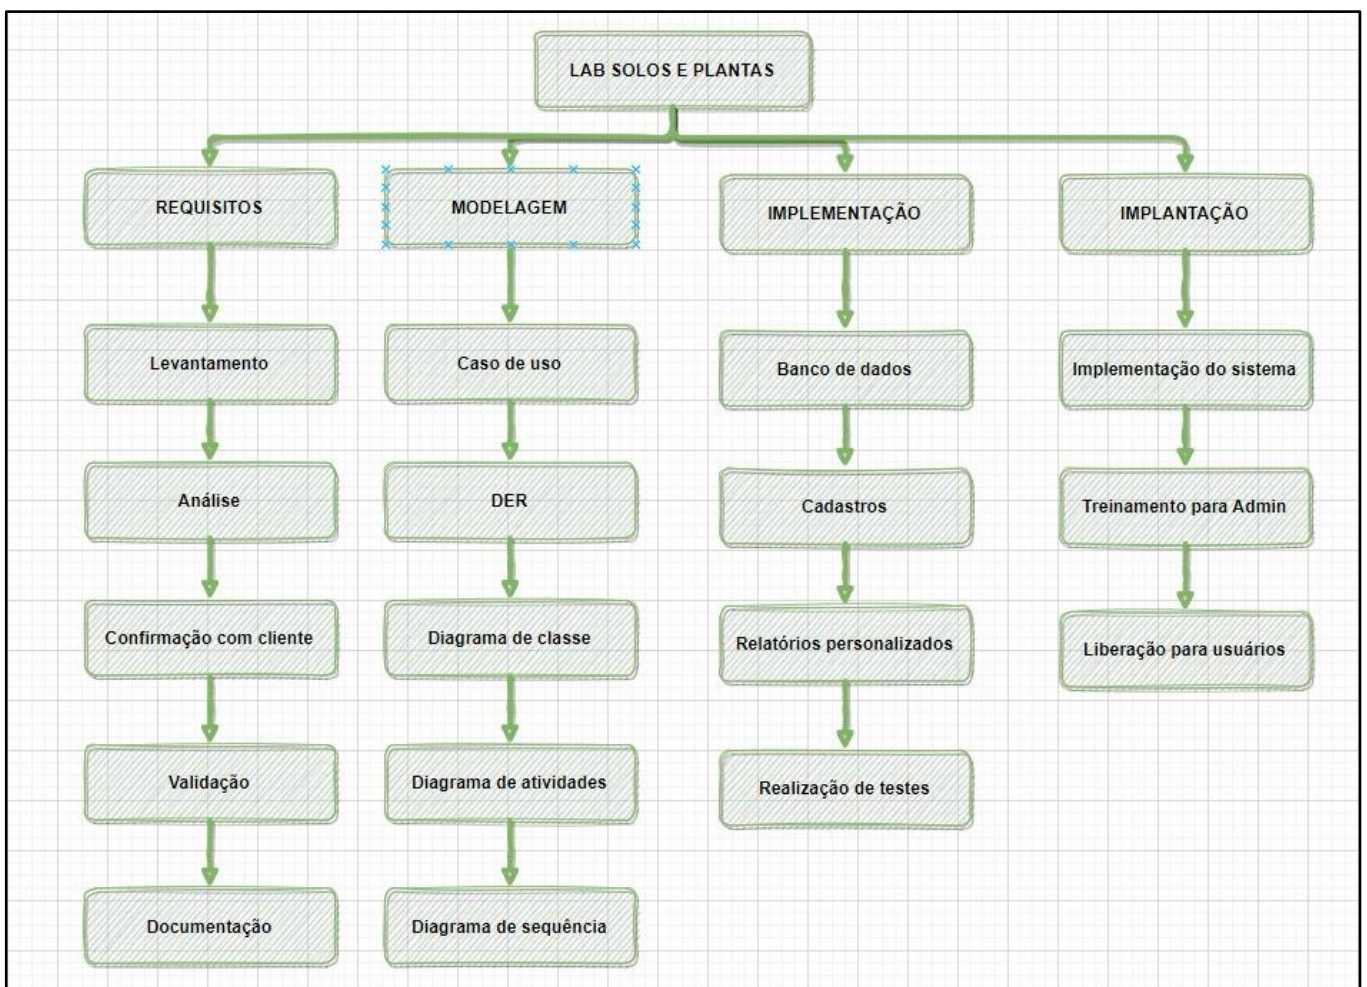 LAB SOLOS E PLANTAS
REQUISITOS
MODELAGEM
IMPLEMENTAÇÃO
IMPLANTAÇÃO
Levantamento
Caso de uso
Banco de dados
Implementação do sistema
Análise
DER
Cadastros
Treinamento para Admin
Confirmação com cliente
Diagrama de classe
Relatórios personalizados
Liberação para usuários
Validação
Diagrama de atividades
Realização de testes
Documentação
Diagrama de sequência